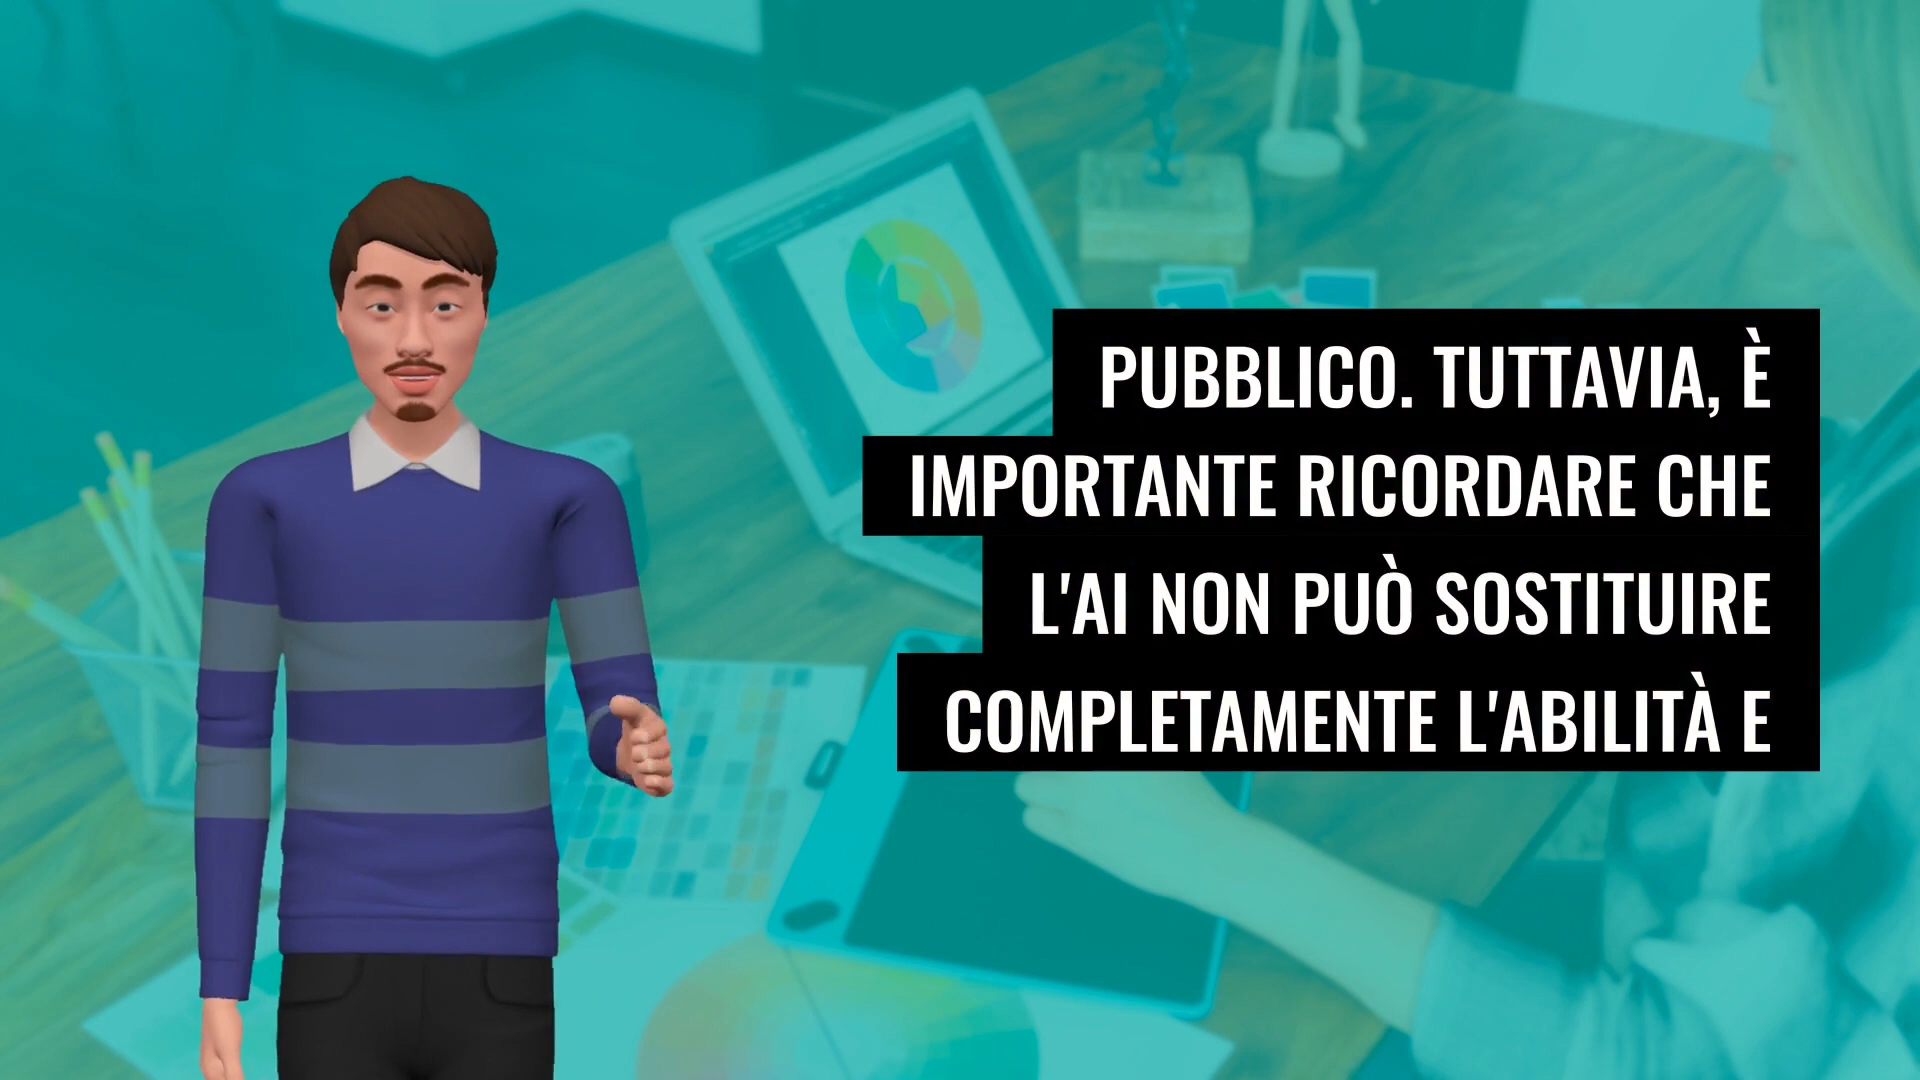 PUBBLICO. TUTTAVIA, È
IMPORTANTE RICORDARE CHE
L'AI NON PUÒ SOSTITUIRE
COMPLETAMENTE L'ABILITÀ E